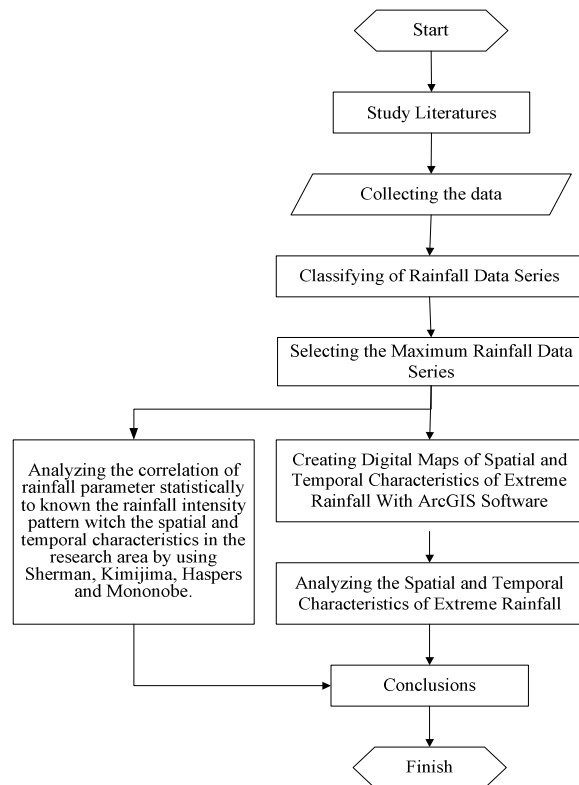 Start
Study Literatures
Collecting the data
Classifying of Rainfall Data Series
Selecting the Maximum Rainfall Data
Series
Analyzing the correlation of
rainfall parameter statistically
to known the rainfall intensity
pattern witch the spatial and
temporal characteristics in the
research area by using
Sherman, Kimijima, Haspers
and Mononobe.
Creating Digital Maps of Spatial and
Temporal Characteristics of Extreme
Rainfall With ArcGIS Software
Analyzing the Spatial and Temporal
Characteristics of Extreme Rainfall
Conclusions
Finish